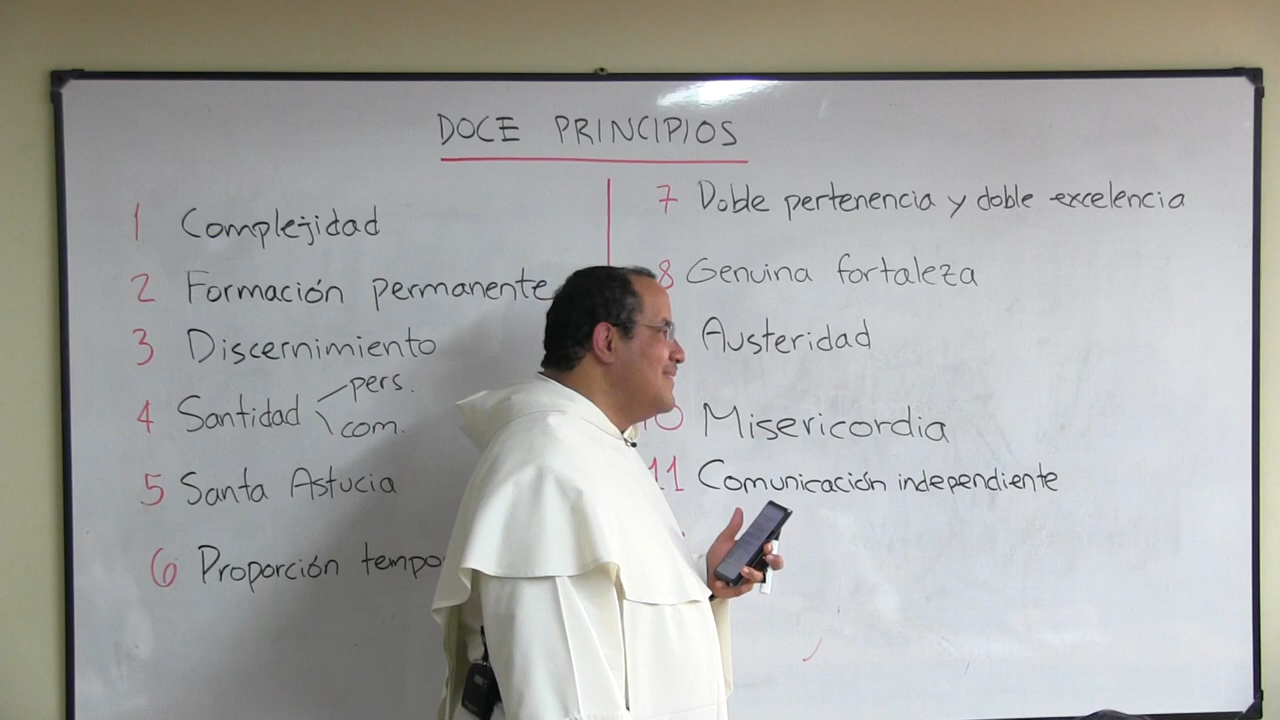 DOCE PRINCIPIOS
1 Complejidad
2 Formación permanente
3 Discernimiento
4 Santidad pers.
com.
5 Santa Astucia
6 Proporción
7 Doble pertenencia y doble excelencia
8 Genuina fortaleza
Austeridad
10 Misericordia
11 Comunicación independiente